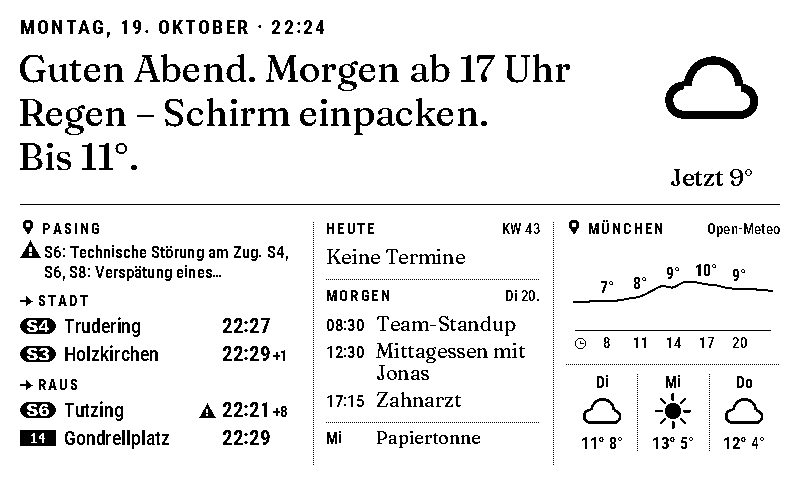 MONTAG, 19. OKTOBER · 22:24
Guten Abend. Morgen ab 17 Uhr
Regen – Schirm einpacken.
Bis 11°.
Jetzt 9°
PASING
S6: Technische Störung am Zug. S4,
S6, S8: Verspätung eines…
→ STADT
S4 Trudering 22:27
S3 Holzkirchen 22:29 +1
→ RAUS
S6 Tutzing 22:21 +8
14 Gondrellplatz 22:29
HEUTE KW 43
Keine Termine
MORGEN Di 20.
08:30 Team-Standup
12:30 Mittagessen mit
Jonas
17:15 Zahnarzt
Mi Papiertonne
MÜNCHEN Open-Meteo
7° 8° 9° 10° 9°
8 11 14 17 20
Di Mi Do
11° 8° 13° 5° 12° 4°